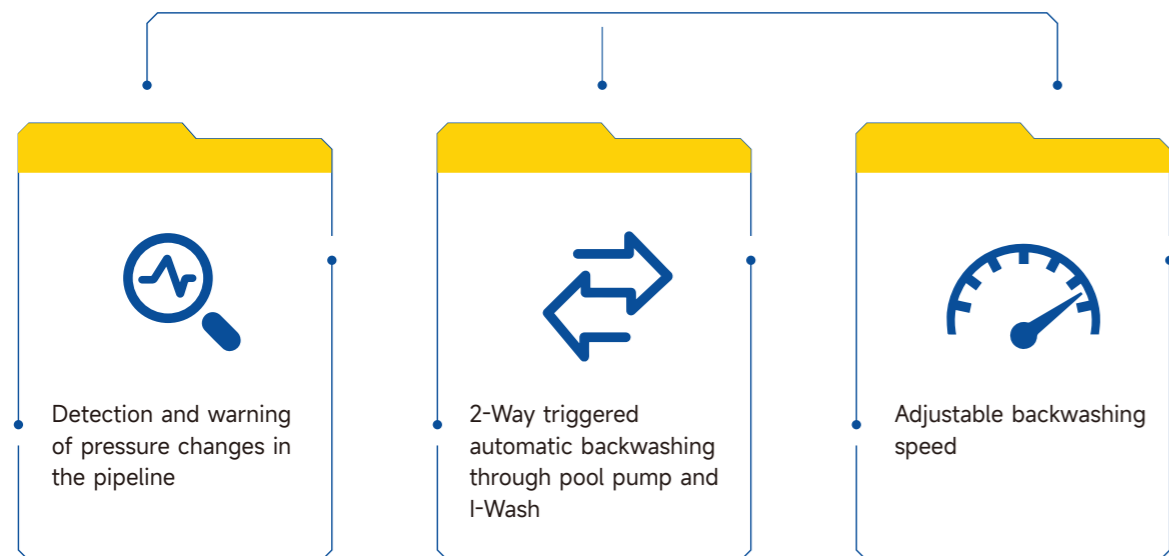 Detection and warning
of pressure changes in
the pipeline
2-Way triggered
automatic backwashing
through pool pump and
I-Wash
Adjustable backwashing
speed